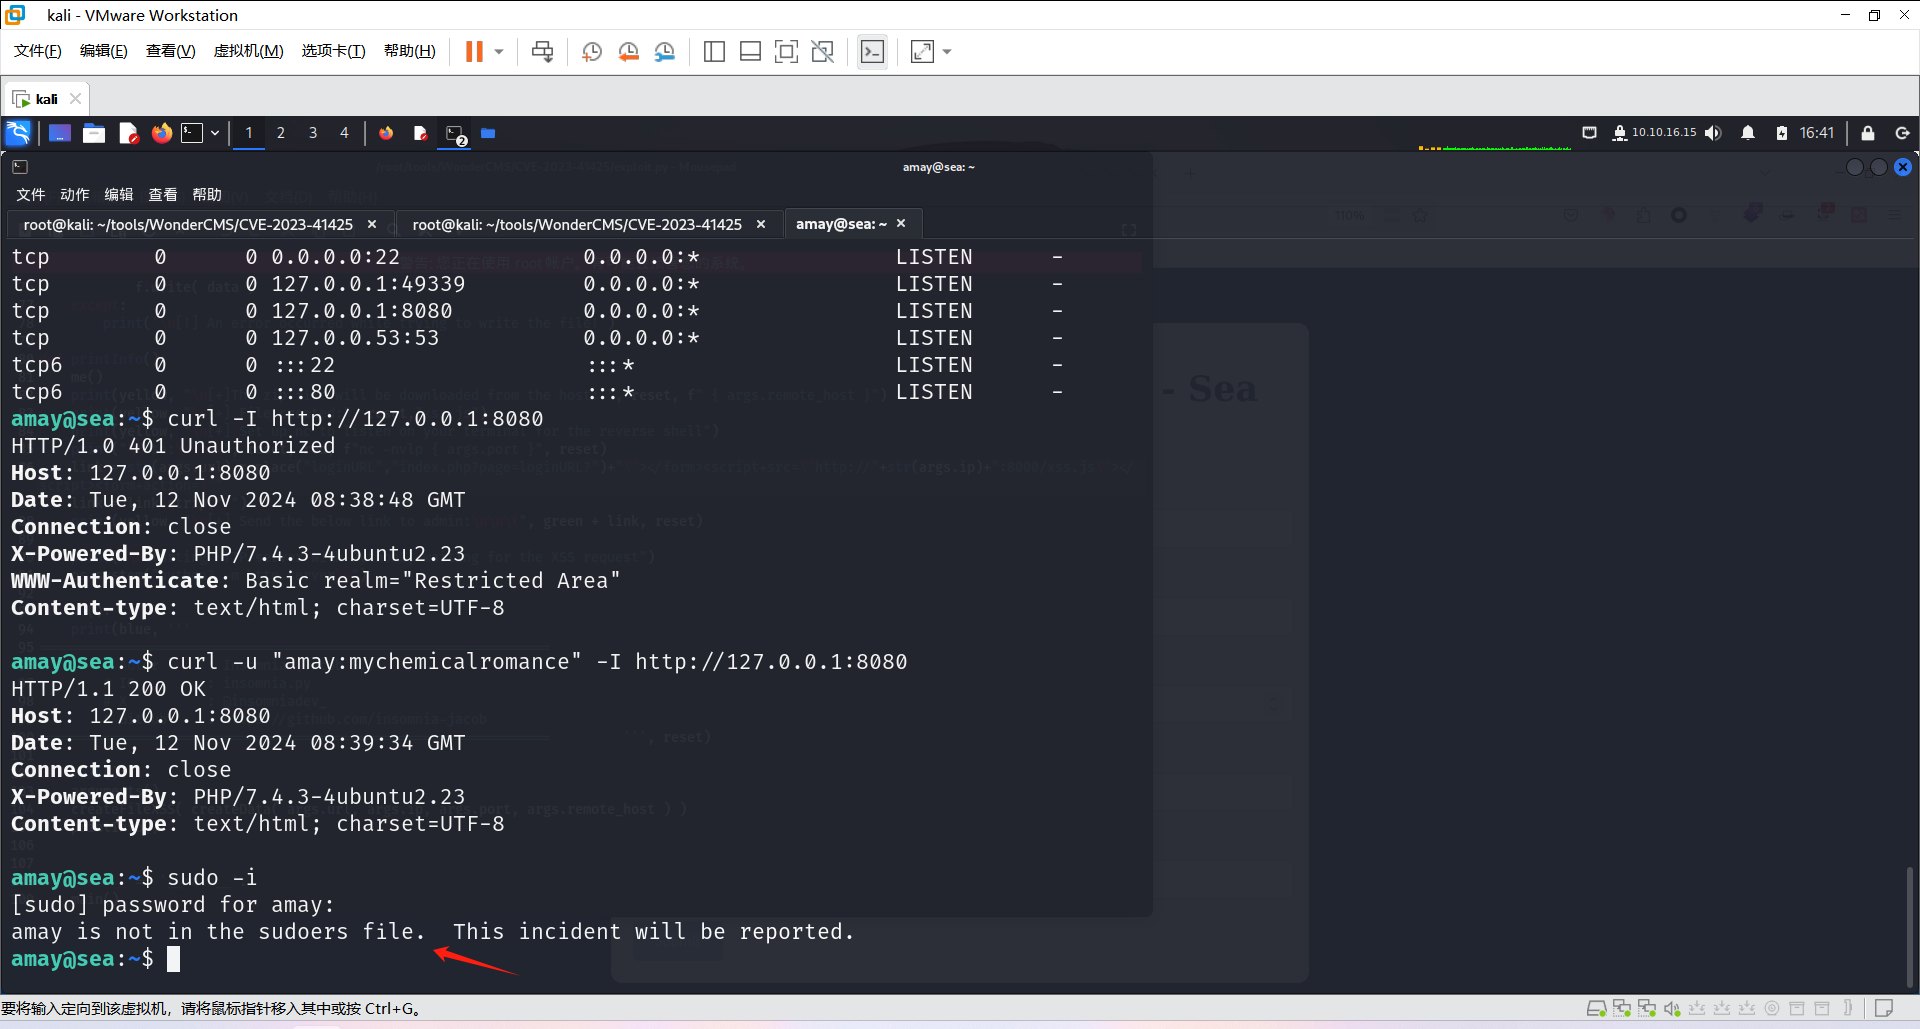 kali - VMware Workstation
文件(F) 编辑(E) 查看(V) 虚拟机(M) 选项卡(T) 帮助(H)
kali
1 2 3 4 2 10.10.16.15 16:41
amay@sea: ~
文件 动作 编辑 查看 帮助
root@kali: ~/tools/WonderCMS/CVE-2023-41425 root@kali: ~/tools/WonderCMS/CVE-2023-41425 amay@sea: ~
tcp 0 0 0.0.0.0:22 0.0.0.0:* LISTEN -
tcp 0 0 127.0.0.1:49339 0.0.0.0:* LISTEN -
tcp 0 0 127.0.0.1:8080 0.0.0.0:* LISTEN -
tcp 0 0 127.0.0.53:53 0.0.0.0:* LISTEN -
tcp6 0 0 :::22 :::* LISTEN -
tcp6 0 0 :::80 :::* LISTEN -
- Sea
amay@sea:~$ curl -I http://127.0.0.1:8080
HTTP/1.0 401 Unauthorized
Host: 127.0.0.1:8080
Date: Tue, 12 Nov 2024 08:38:48 GMT
Connection: close
X-Powered-By: PHP/7.4.3-4ubuntu2.23
WWW-Authenticate: Basic realm="Restricted Area"
Content-type: text/html; charset=UTF-8
amay@sea:~$ curl -u "amay:mychemicalromance" -I http://127.0.0.1:8080
HTTP/1.1 200 OK
Host: 127.0.0.1:8080
Date: Tue, 12 Nov 2024 08:39:34 GMT
Connection: close
X-Powered-By: PHP/7.4.3-4ubuntu2.23
Content-type: text/html; charset=UTF-8
amay@sea:~$ sudo -i
[sudo] password for amay:
amay is not in the sudoers file.  This incident will be reported.
amay@sea:~$
要将输入定向到该虚拟机，请将鼠标指针移入其中或按 Ctrl+G。